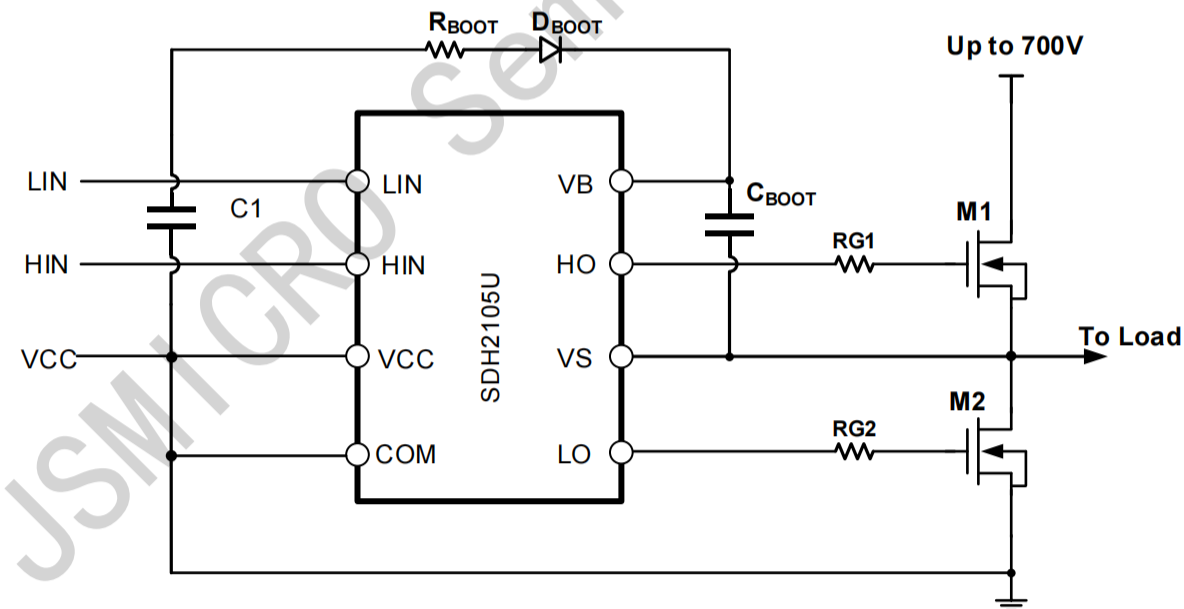 RBOOT DBOOT
Up to 700V
LIN LIN VB CBOOT
C1
M1
RG1
HIN HIN HO
SDH2105U
To Load
VCC VCC VS
M2
RG2
COM LO
JSMICRO Sem